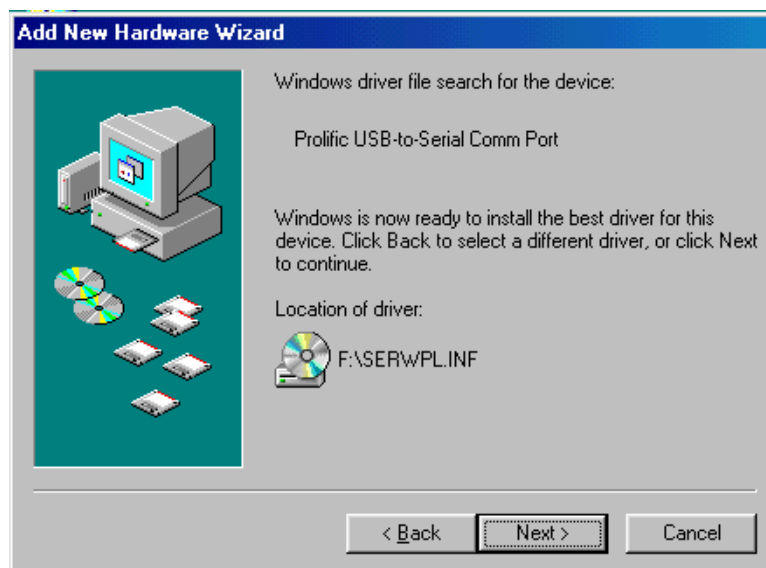 Add New Hardware Wizard
Windows driver file search for the device:
Prolific USB-to-Serial Comm Port
Windows is now ready to install the best driver for this
device. Click Back to select a different driver, or click Next
to continue.
Location of driver:
F:\SERWPL.INF
< Back Next > Cancel